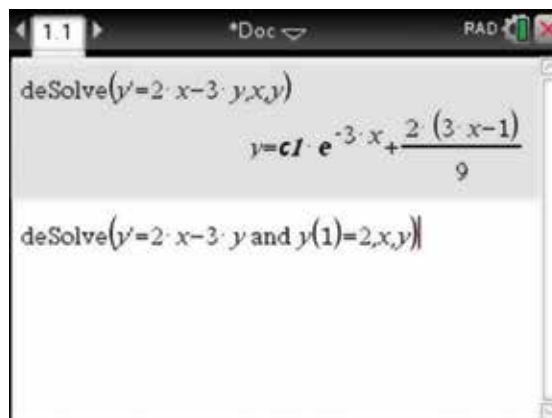 1.1 *Doc RAD
deSolve(y'=2·x-3·y,x,y)
y=c1·e^-3·x+2·(3·x-1)/9
deSolve(y'=2·x-3·y and y(1)=2,x,y)